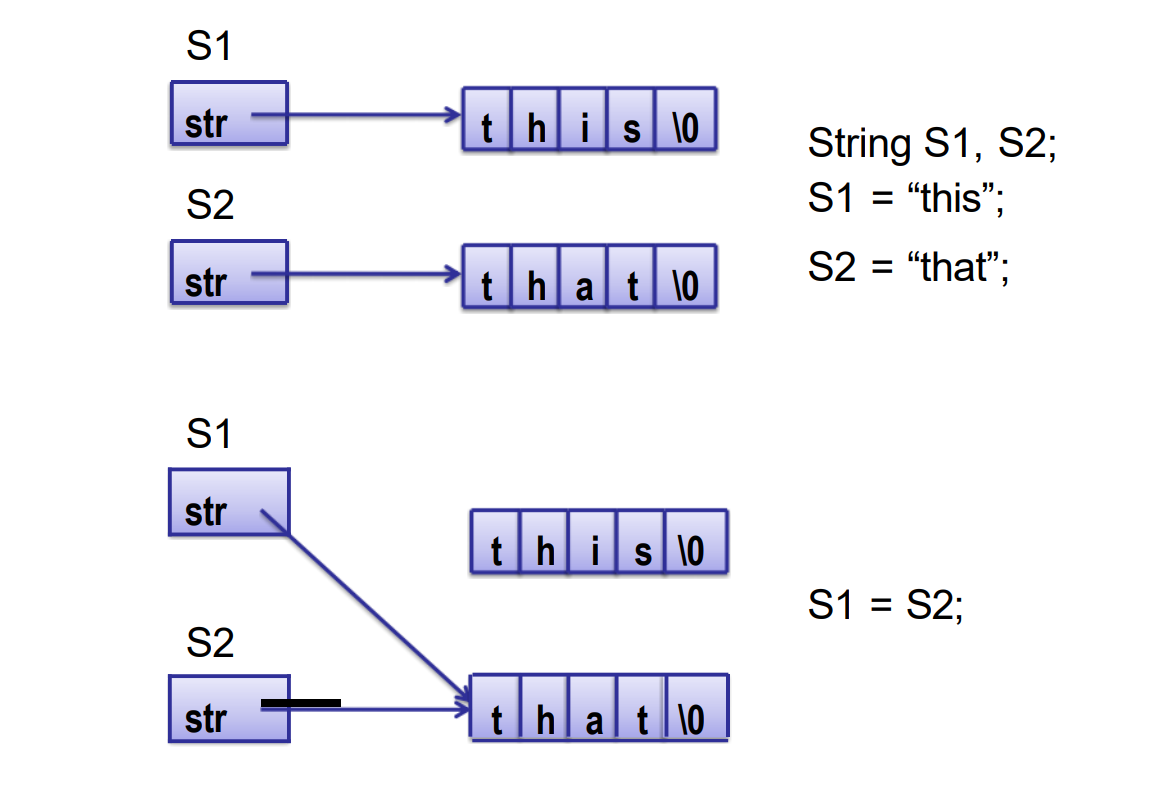 S1
str
t h i s \0
String S1, S2;
S1 = “this”;
S2
str
t h a t \0
S2 = “that”;
S1
str
t h i s \0
S1 = S2;
S2
str
t h a t \0